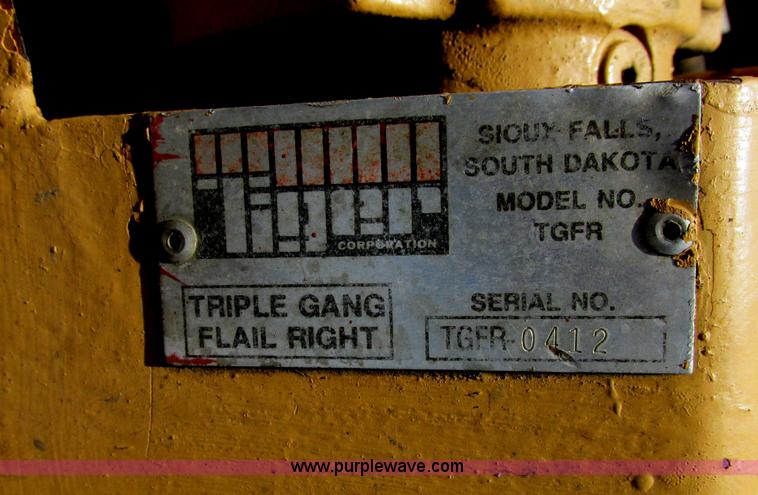 Tiger
CORPORATION
SIOUX FALLS,
SOUTH DAKOTA
MODEL NO.
TGFR
TRIPLE GANG
FLAIL RIGHT
SERIAL NO.
TGFR-0412
www.purplewave.com